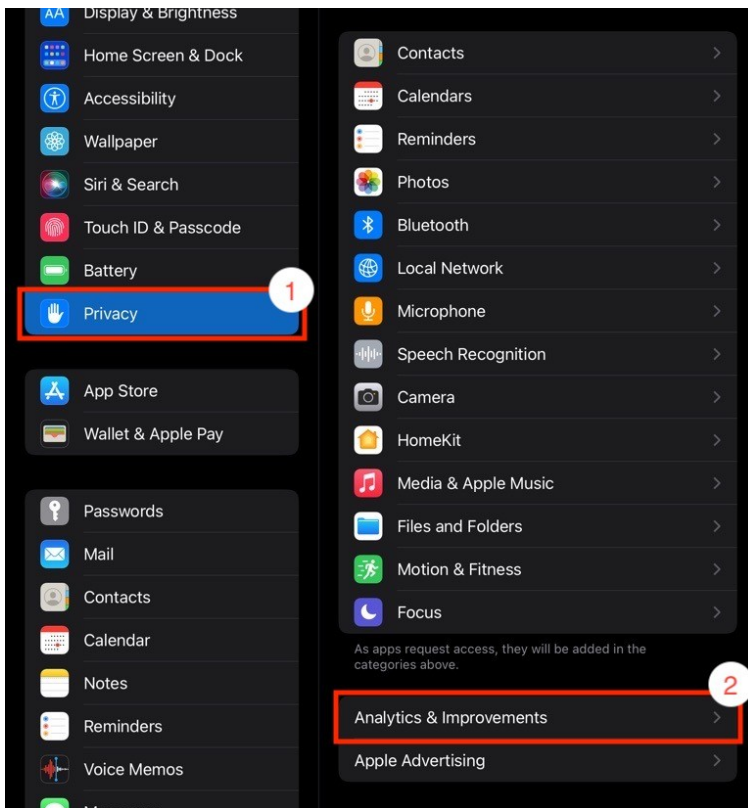 AA Display & Brightness
Home Screen & Dock
Accessibility
Wallpaper
Siri & Search
Touch ID & Passcode
Battery
1
Privacy
App Store
Wallet & Apple Pay
Passwords
Mail
Contacts
Calendar
Notes
Reminders
Voice Memos
Contacts
Calendars
Reminders
Photos
Bluetooth
Local Network
Microphone
Speech Recognition
Camera
HomeKit
Media & Apple Music
Files and Folders
Motion & Fitness
Focus
As apps request access, they will be added in the
categories above.
2
Analytics & Improvements
Apple Advertising